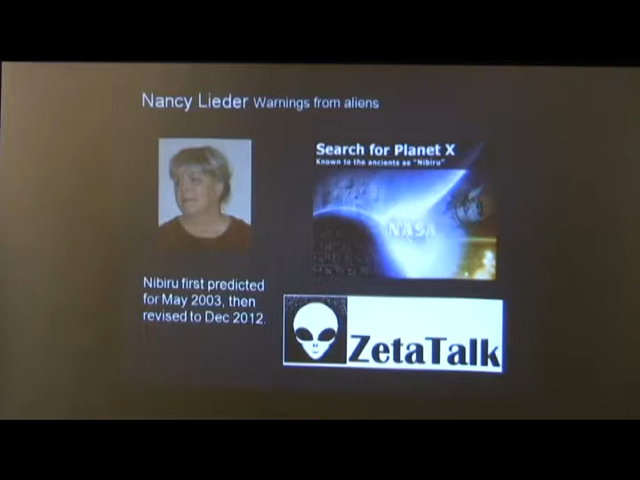 Nancy Lieder Warnings from aliens
Search for Planet X
Known to the ancients as "Nibiru"
NASA
Nibiru first predicted
for May 2003, then
revised to Dec 2012.
ZetaTalk